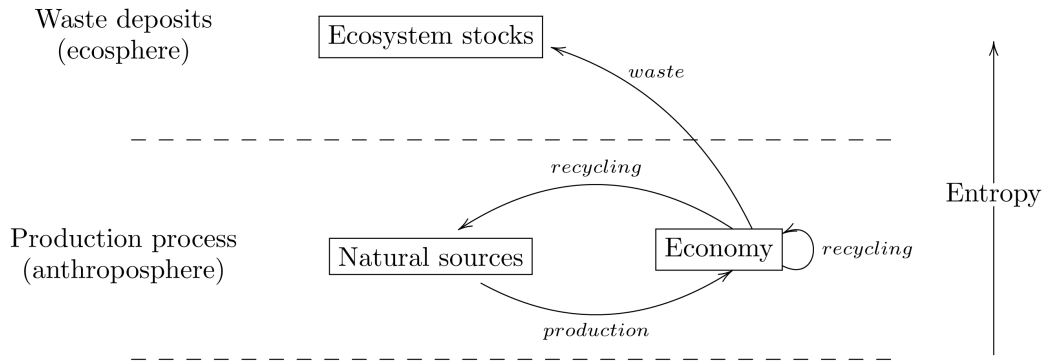 Waste deposits
(ecosphere)
Ecosystem stocks
waste
recycling
Entropy
Production process
(anthroposphere)
Natural sources
Economy
recycling
production